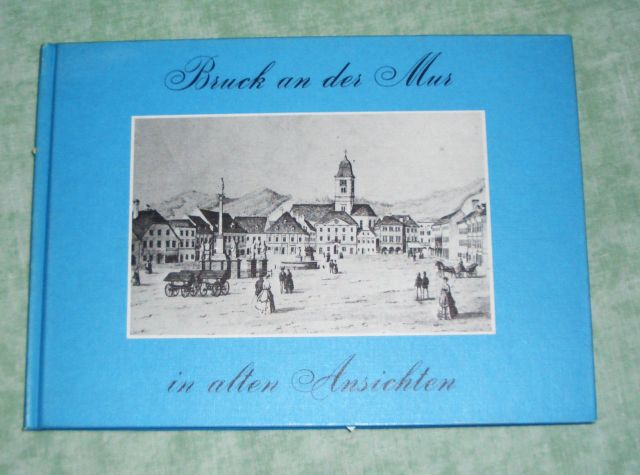 Bruck an der Mur
in alten Ansichten